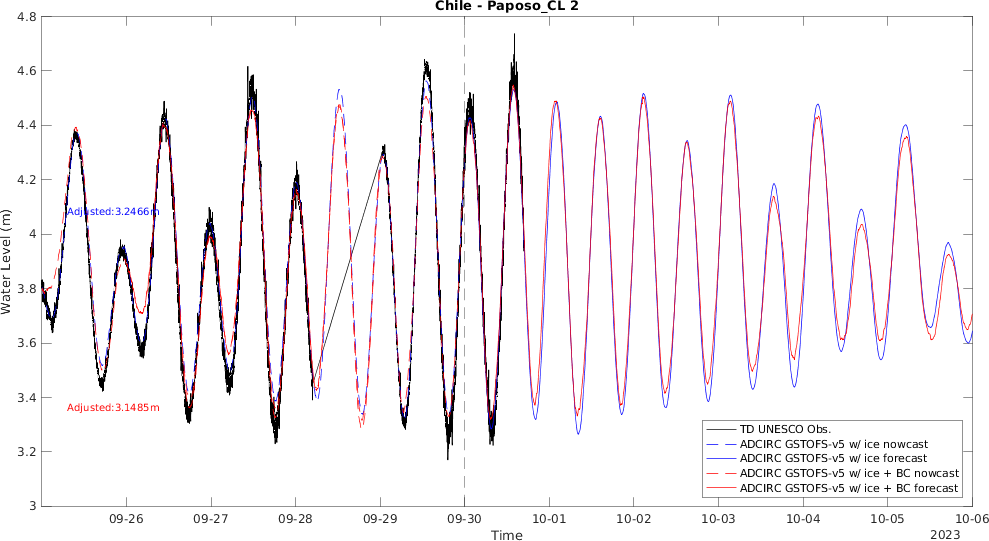 Chile - Paposo_CL 2
4.8
4.6
4.4
4.2
4
3.8
3.6
3.4
3.2
3
Water Level (m)
Adjusted:3.2466m
Adjusted:3.1485m
TD UNESCO Obs.
ADCIRC GSTOFS-v5 w/ ice nowcast
ADCIRC GSTOFS-v5 w/ ice forecast
ADCIRC GSTOFS-v5 w/ ice + BC nowcast
ADCIRC GSTOFS-v5 w/ ice + BC forecast
09-26 09-27 09-28 09-29 09-30 10-01 10-02 10-03 10-04 10-05 10-06
Time
2023